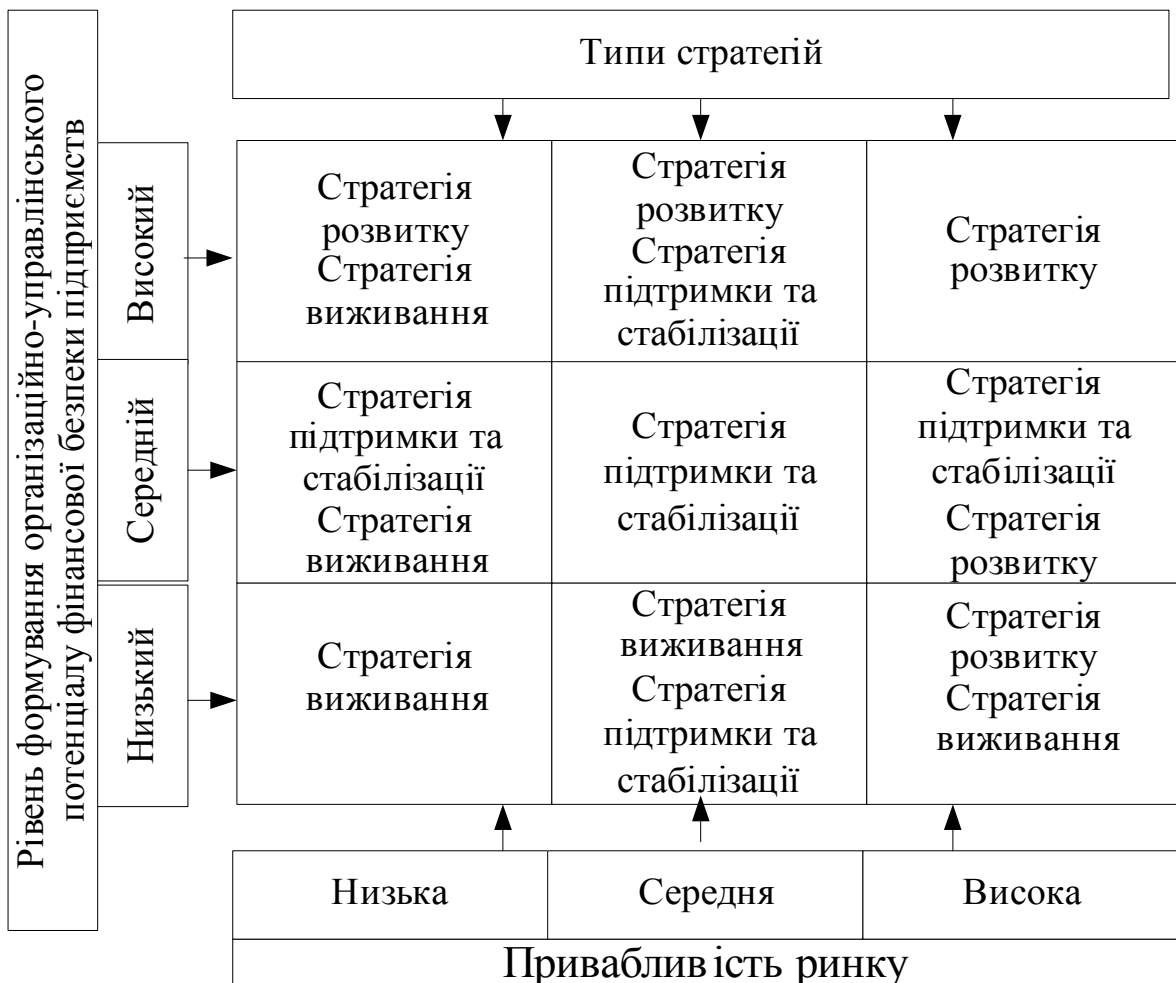 Рівень формування організаційно-управлінського
потенціалу фінансової безпеки підприємств
Типи стратегій
Високий
Стратегія
розвитку
Стратегія
виживання
Стратегія
розвитку
Стратегія
підтримки та
стабілізації
Стратегія
розвитку
Середній
Стратегія
підтримки та
стабілізації
Стратегія
виживання
Стратегія
підтримки та
стабілізації
Стратегія
підтримки та
стабілізації
Стратегія
розвитку
Низький
Стратегія
виживання
Стратегія
виживання
Стратегія
підтримки та
стабілізації
Стратегія
розвитку
Стратегія
виживання
Низька
Середня
Висока
Привабливість ринку